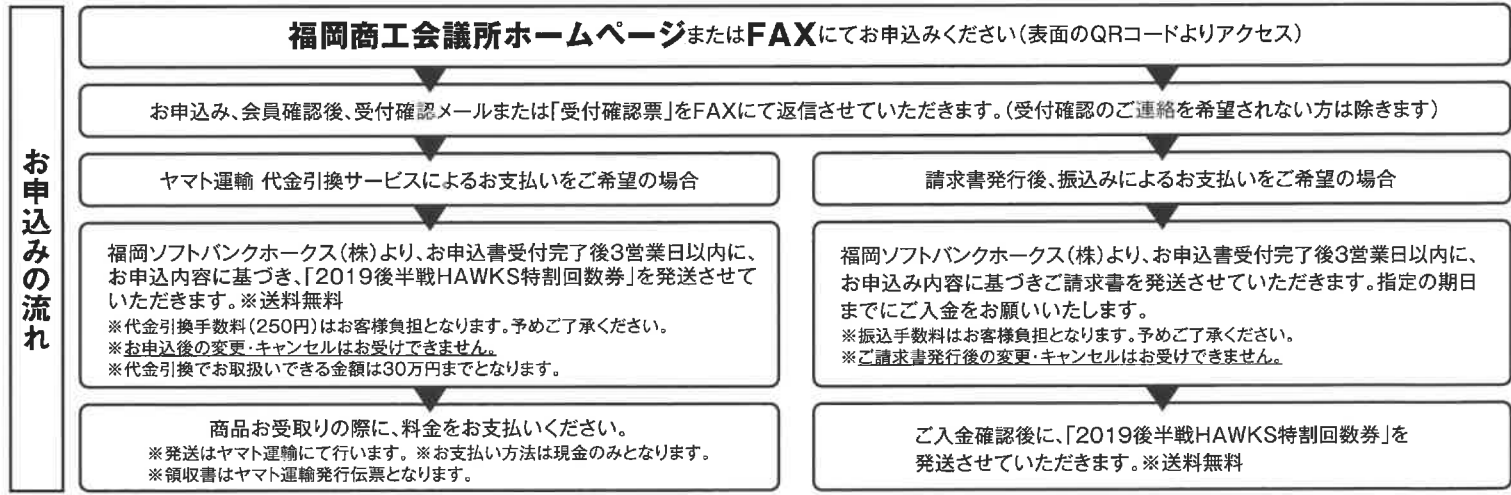 お申込みの流れ
福岡商工会議所ホームページまたはFAXにてお申込みください(表面のQRコードよりアクセス)
お申込み、会員確認後、受付確認メールまたは「受付確認票」をFAXにて返信させていただきます。(受付確認のご連絡を希望されない方は除きます)
ヤマト運輸 代金引換サービスによるお支払いをご希望の場合
福岡ソフトバンクホークス(株)より、お申込書受付完了後3営業日以内に、
お申込内容に基づき、「2019後半戦HAWKS特割回数券」を発送させて
いただきます。※送料無料
※代金引換手数料(250円)はお客様負担となります。予めご了承ください。
※お申込後の変更・キャンセルはお受けできません。
※代金引換でお取扱いできる金額は30万円までとなります。
商品お受取りの際に、料金をお支払いください。
※発送はヤマト運輸にて行います。 ※お支払い方法は現金のみとなります。
※領収書はヤマト運輸発行伝票となります。
請求書発行後、振込みによるお支払いをご希望の場合
福岡ソフトバンクホークス(株)より、お申込書受付完了後3営業日以内に、
お申込み内容に基づきご請求書を発送させていただきます。指定の期日
までにご入金をお願いいたします。
※振込手数料はお客様負担となります。予めご了承ください。
※ご請求書発行後の変更・キャンセルはお受けできません。
ご入金確認後に、「2019後半戦HAWKS特割回数券」を
発送させていただきます。※送料無料